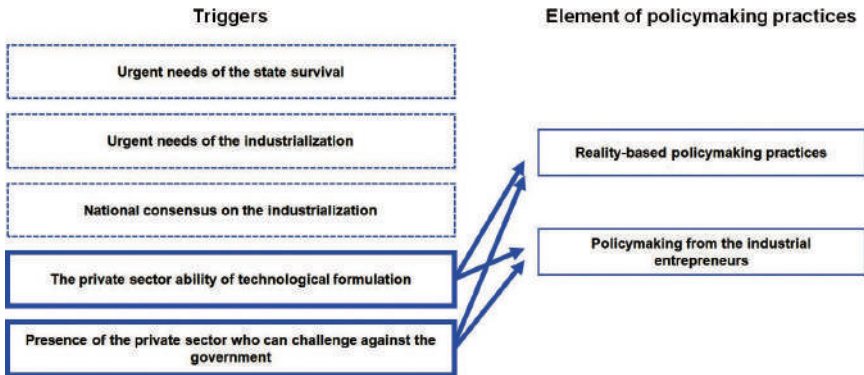 Triggers
Element of policymaking practices
Urgent needs of the state survival
Urgent needs of the industrialization
Reality-based policymaking practices
National consensus on the industrialization
Policymaking from the industrial
entrepreneurs
The private sector ability of technological formulation
Presence of the private sector who can challenge against the
government